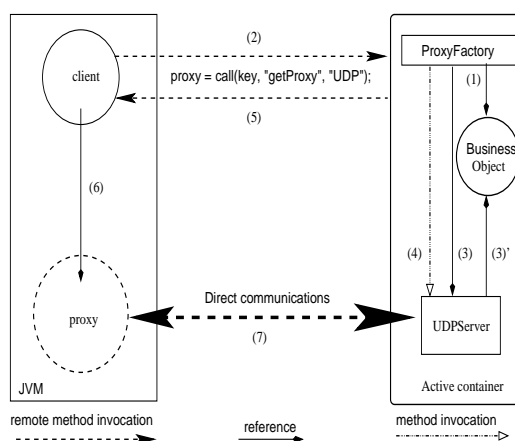 (2)
ProxyFactory
client
proxy = call(key, "getProxy", "UDP");
(1)
(5)
Business
Object
(6)
(4)
(3)
(3)'
Direct communications
proxy
UDPServer
(7)
JVM
Active container
remote method invocation
reference
method invocation